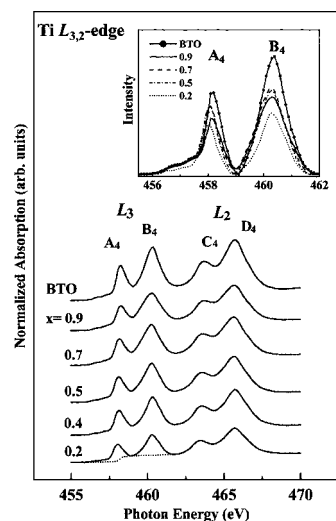 Ti L3,2-edge
BTO
0.9
0.7
0.5
0.2
A4
B4
Intensity
456 458 460 462
L3 L2
A4 B4 C4 D4
BTO
x= 0.9
0.7
0.5
0.4
0.2
Normalized Absorption (arb. units)
455 460 465 470
Photon Energy (eV)